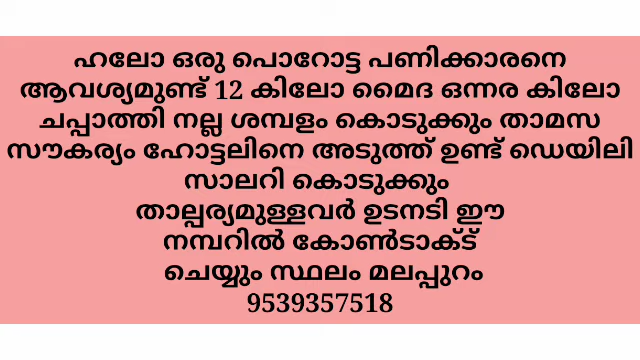 ഹലോ ഒരു പൊറോട്ട പണിക്കാരനെ
ആവശ്യമുണ്ട് 12 കിലോ മൈദ ഒന്നര കിലോ
ചപ്പാത്തി നല്ല ശമ്പളം കൊടുക്കും താമസ
സൗകര്യം ഹോട്ടലിനെ അടുത്ത് ഉണ്ട് ഡെയിലി
സാലറി കൊടുക്കും
താല്പര്യമുള്ളവർ ഉടനടി ഈ
നമ്പറിൽ കോൺടാക്ട്
ചെയ്യും സ്ഥലം മലപ്പുറം
9539357518